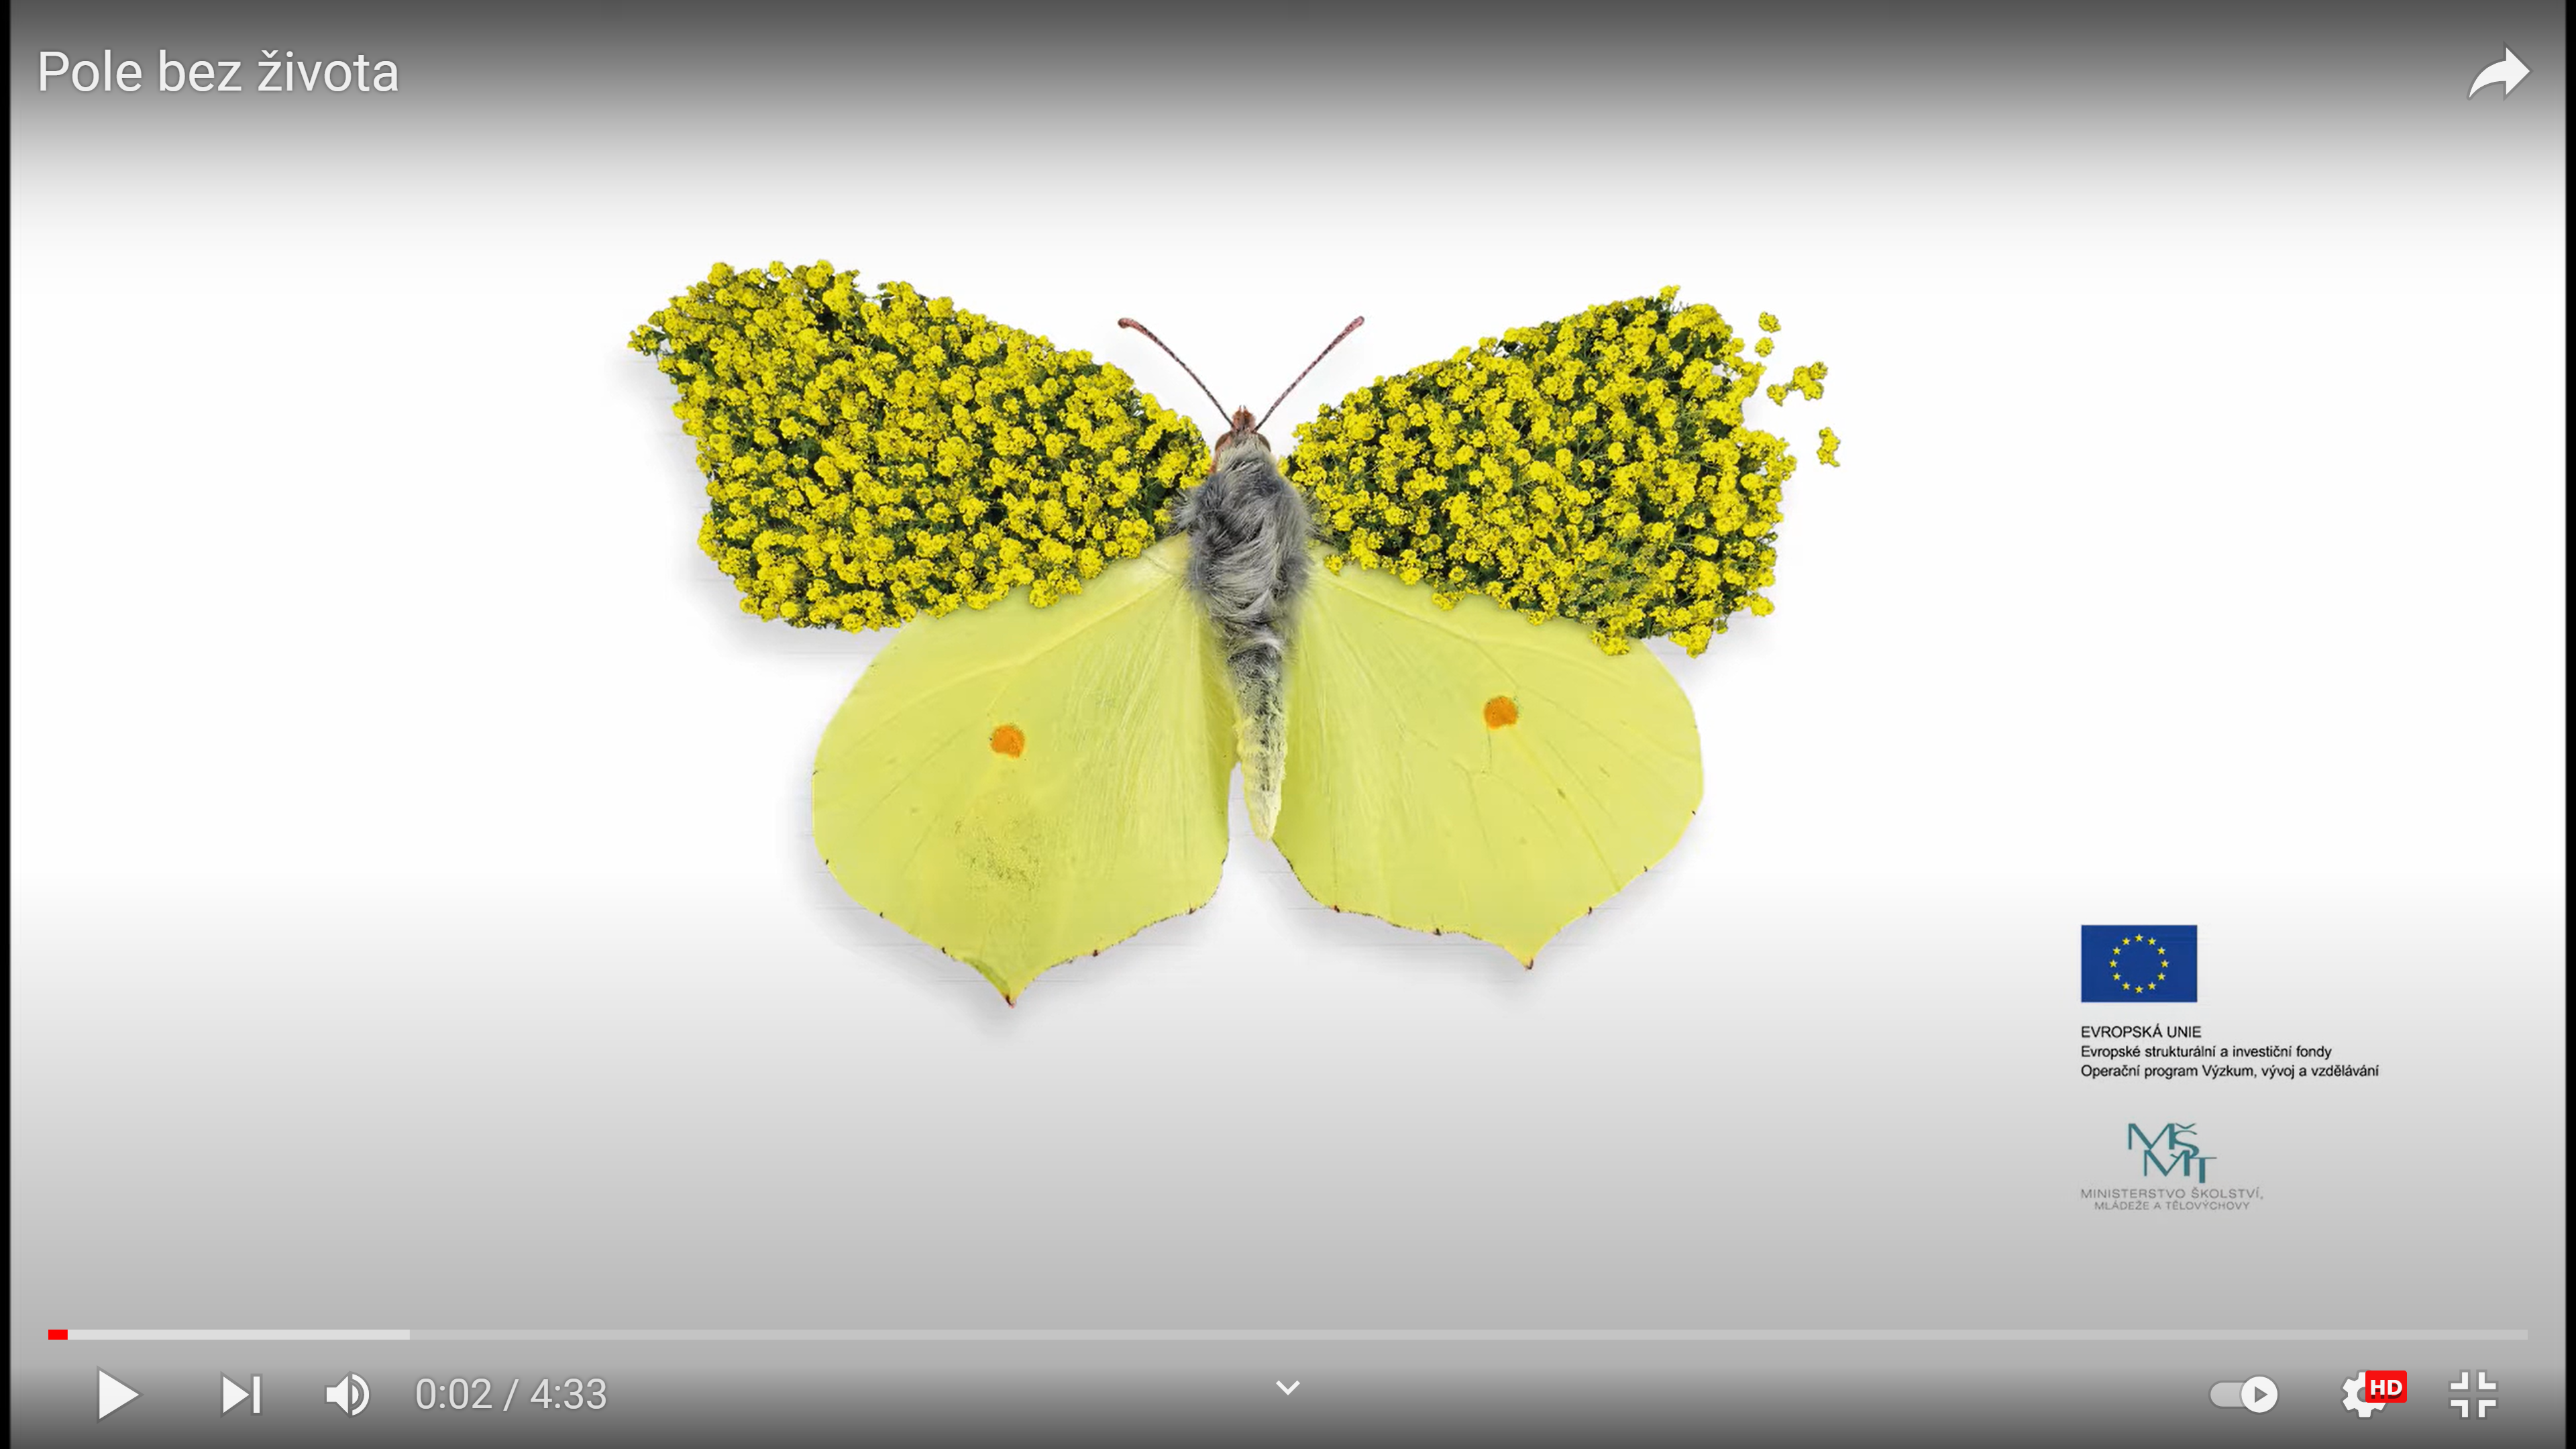 Pole bez života
EVROPSKÁ UNIE
Evropské strukturální a investiční fondy
Operační program Výzkum, vývoj a vzdělávání
MŠMT
MINISTERSTVO ŠKOLSTVÍ,
MLÁDEŽE A TĚLOVÝCHOVY
0:02 / 4:33
HD